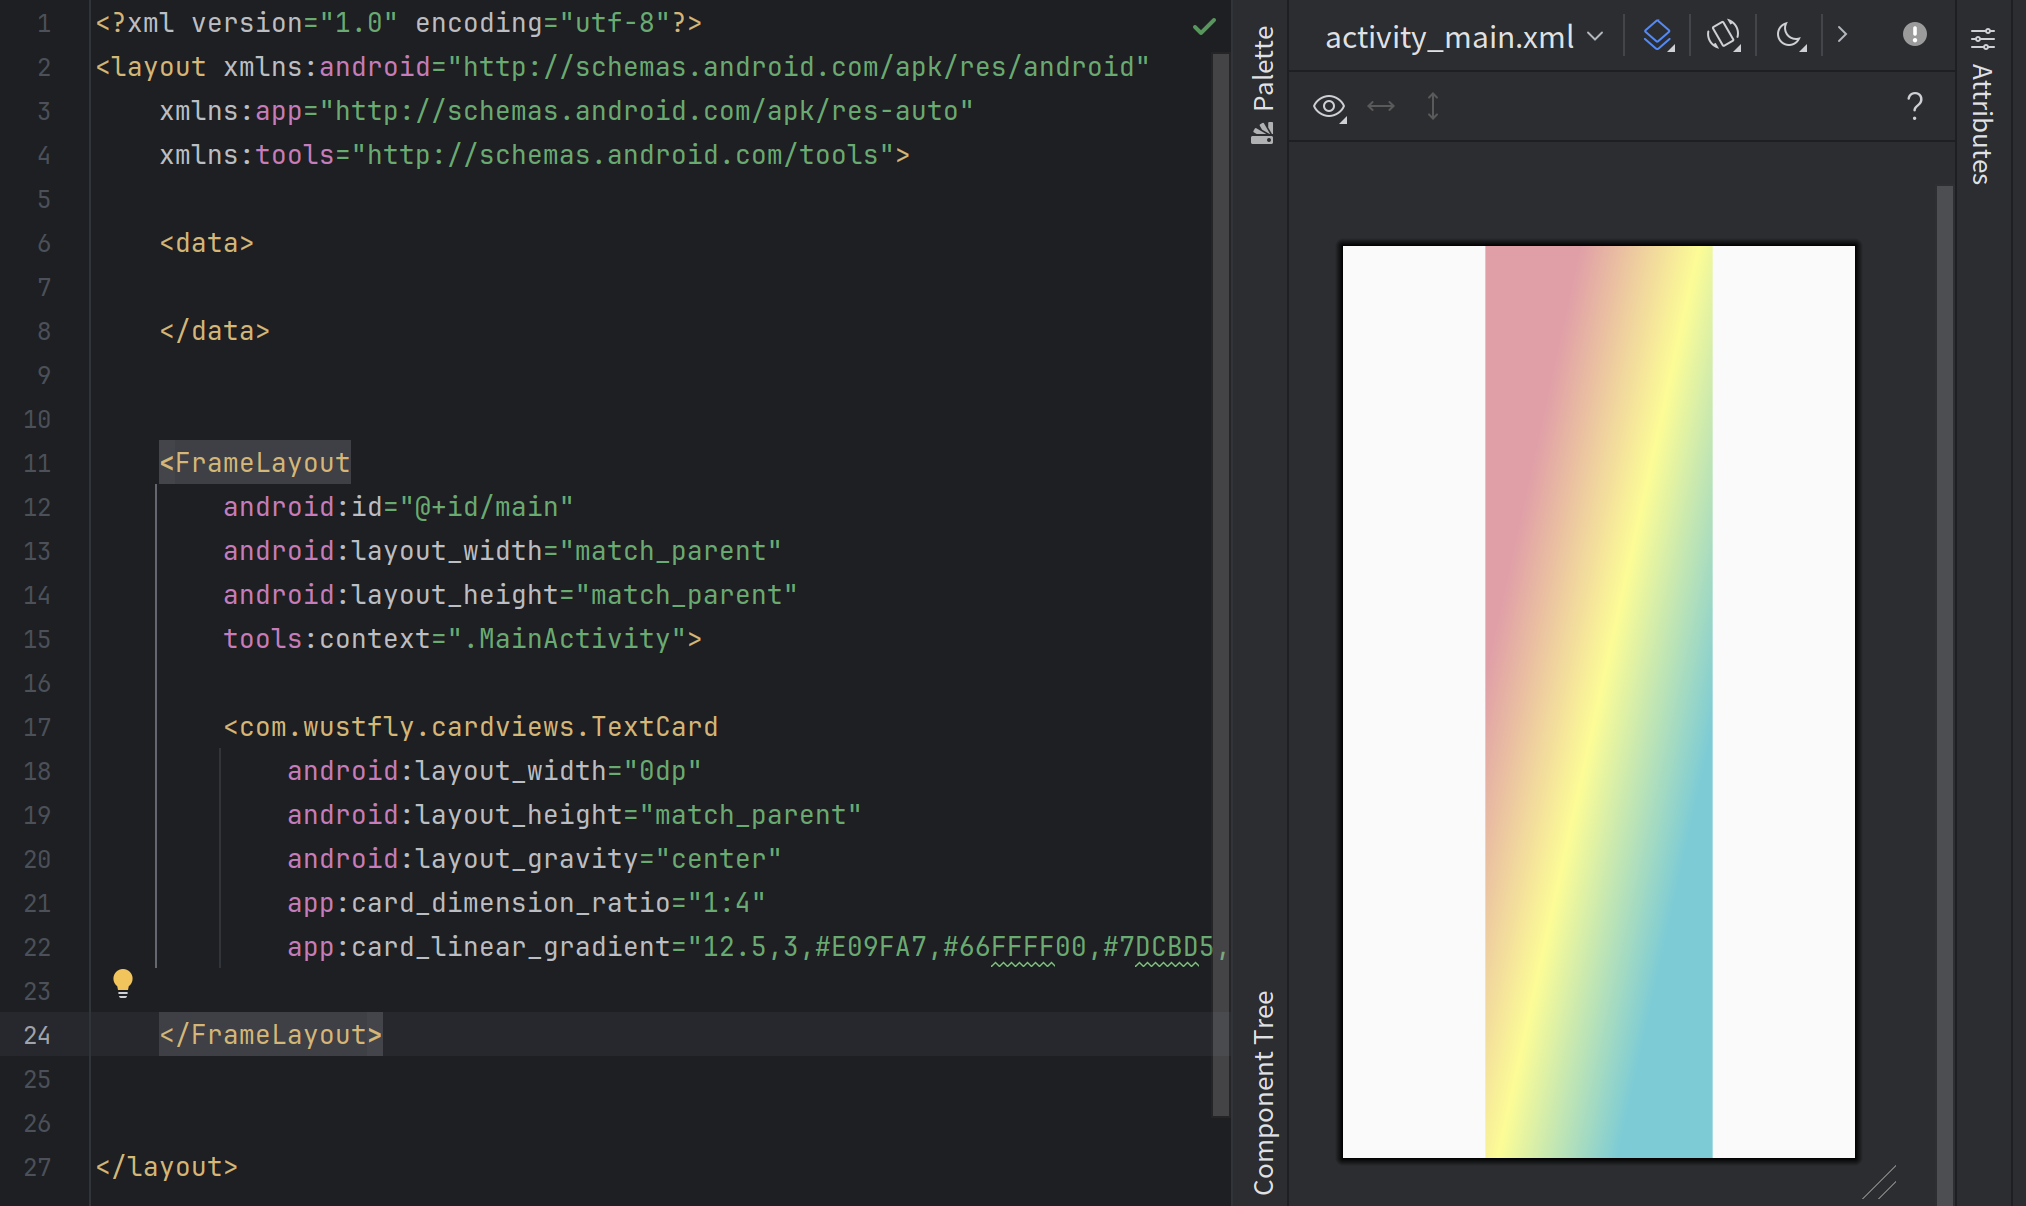 1 <?xml version="1.0" encoding="utf-8"?>
2 <layout xmlns:android="http://schemas.android.com/apk/res/android"
3 xmlns:app="http://schemas.android.com/apk/res-auto"
4 xmlns:tools="http://schemas.android.com/tools">
5
6 <data>
7
8 </data>
9
10
11 <FrameLayout
12 android:id="@+id/main"
13 android:layout_width="match_parent"
14 android:layout_height="match_parent"
15 tools:context=".MainActivity">
16
17 <com.wustfly.cardviews.TextCard
18 android:layout_width="0dp"
19 android:layout_height="match_parent"
20 android:layout_gravity="center"
21 app:card_dimension_ratio="1:4"
22 app:card_linear_gradient="12.5,3,#E09FA7,#66FFFF00,#7DCBD5,
23
24 </FrameLayout>
25
26
27 </layout>
Palette
Component Tree
activity_main.xml
?
Attributes